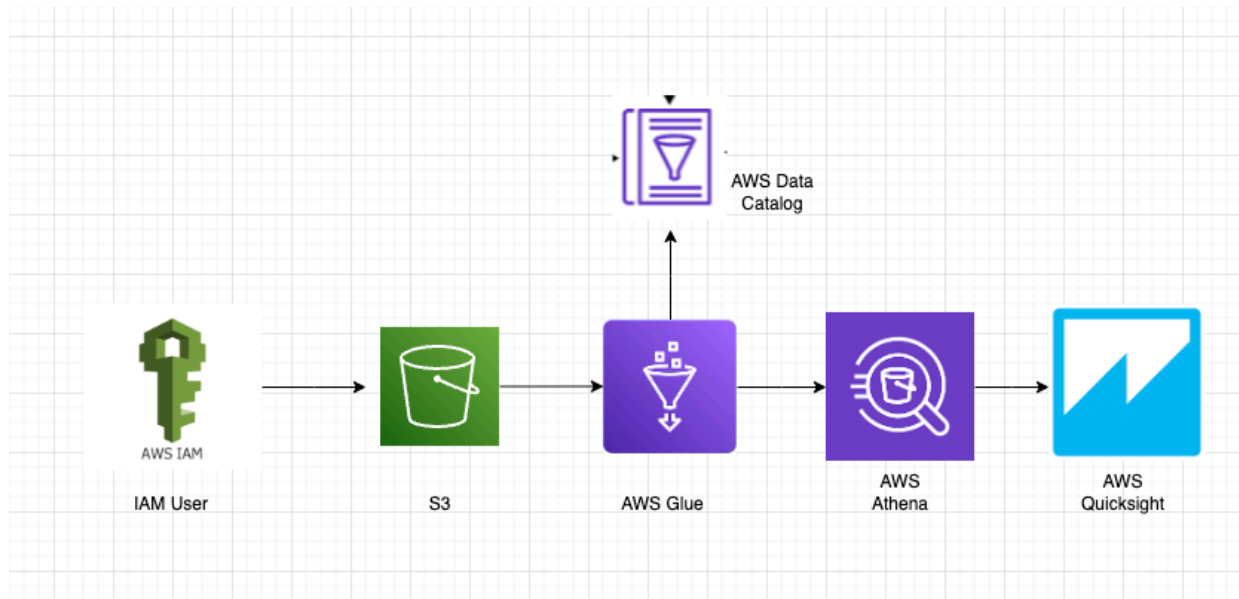 AWS Data
Catalog
AWS IAM
IAM User
S3
AWS Glue
AWS
Athena
AWS
Quicksight